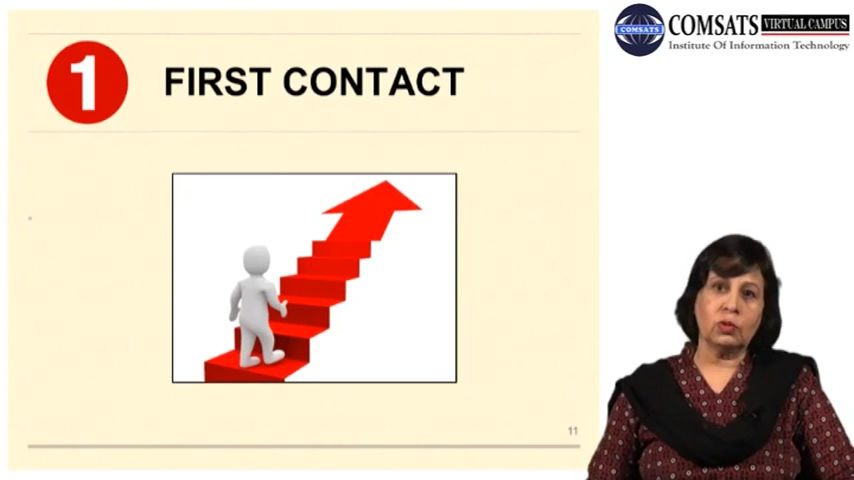 1 FIRST CONTACT
COMSATS VIRTUAL CAMPUS
COMSATS Institute Of Information Technology
11